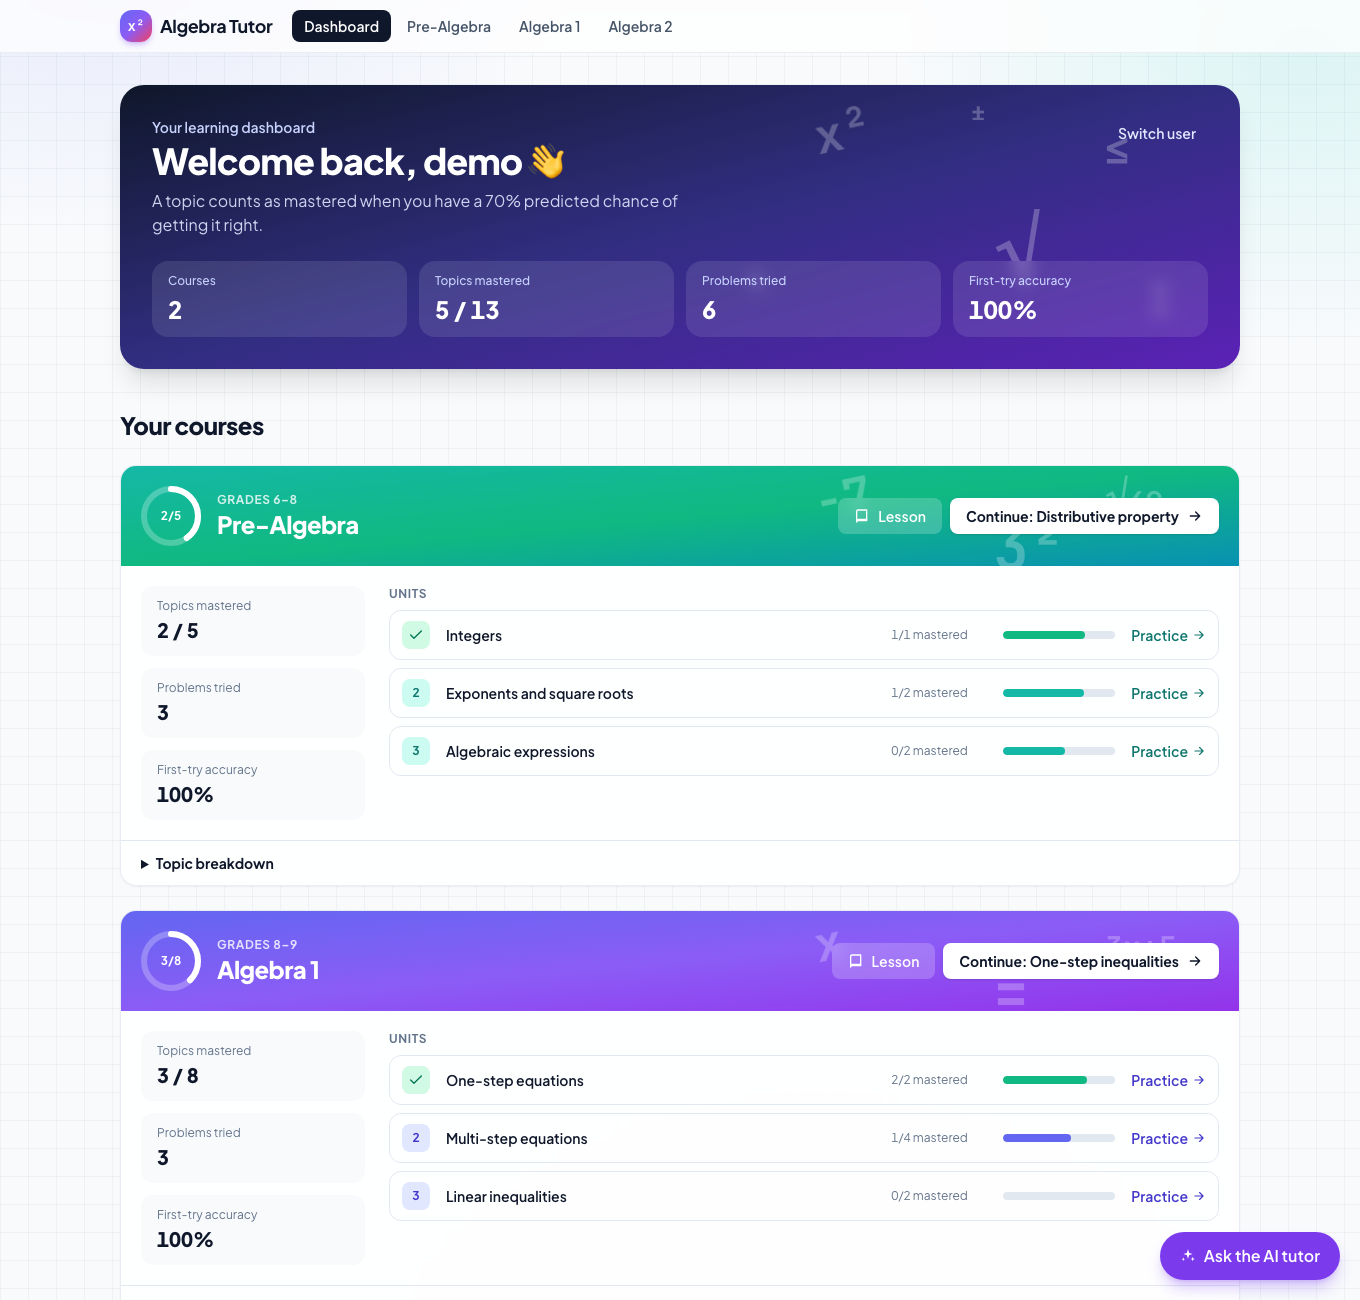 x²
Algebra Tutor
Dashboard
Pre-Algebra
Algebra 1
Algebra 2
Your learning dashboard
Switch user
Welcome back, demo 👋
A topic counts as mastered when you have a 70% predicted chance of
getting it right.
x²
±
≤
√
Courses
2
Topics mastered
5 / 13
Problems tried
6
First-try accuracy
100%
Your courses
2/5
GRADES 6–8
Pre-Algebra
-7
3²
Lesson
Continue: Distributive property →
Topics mastered
2 / 5
Problems tried
3
First-try accuracy
100%
UNITS
Integers
1/1 mastered
Practice →
2
Exponents and square roots
1/2 mastered
Practice →
3
Algebraic expressions
0/2 mastered
Practice →
Topic breakdown
3/8
GRADES 8–9
Algebra 1
x
=
Lesson
Continue: One-step inequalities →
Topics mastered
3 / 8
Problems tried
3
First-try accuracy
100%
UNITS
One-step equations
2/2 mastered
Practice →
2
Multi-step equations
1/4 mastered
Practice →
3
Linear inequalities
0/2 mastered
Practice →
Ask the AI tutor